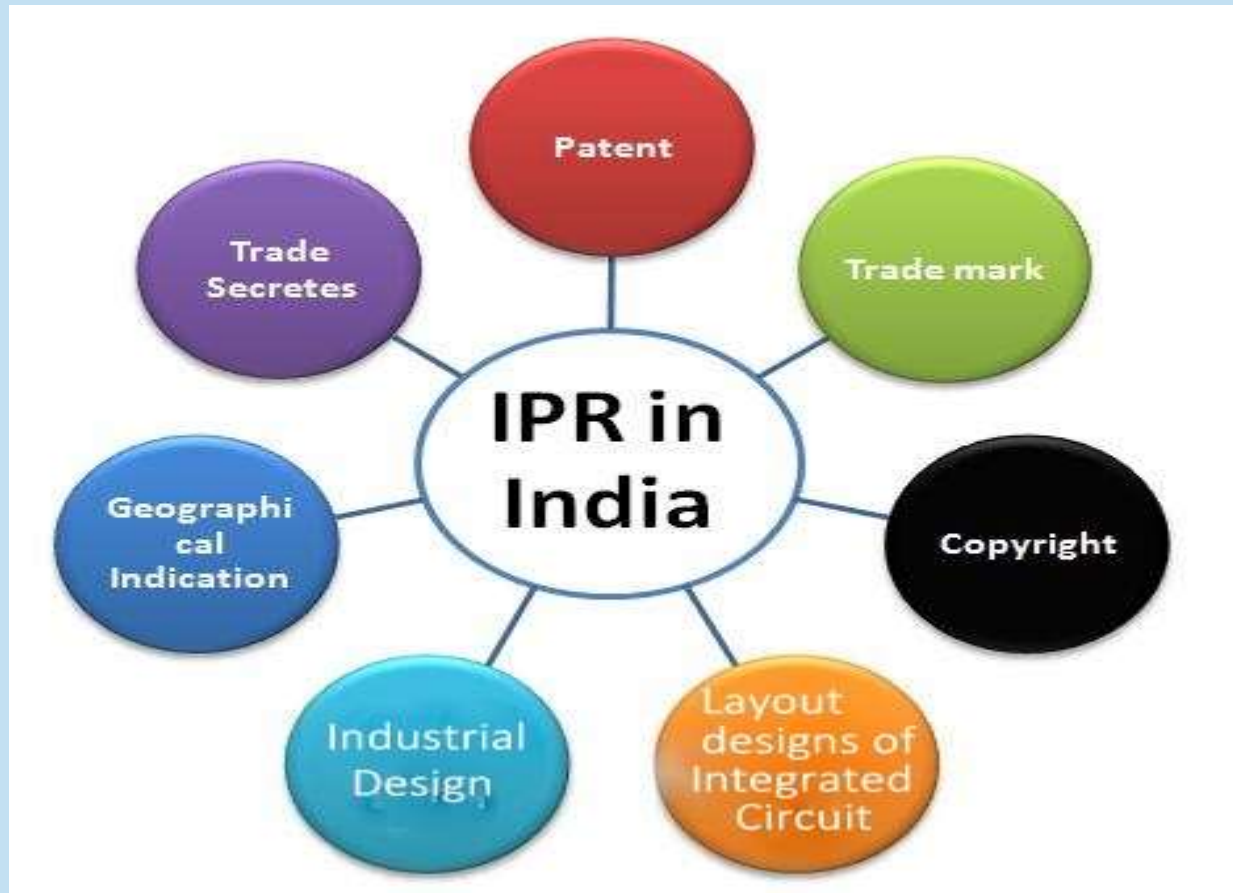 Patent
Trade mark
Copyright
Layout
designs of
Integrated
Circuit
Industrial
Design
Geographi
cal
Indication
Trade
Secretes
IPR in
India